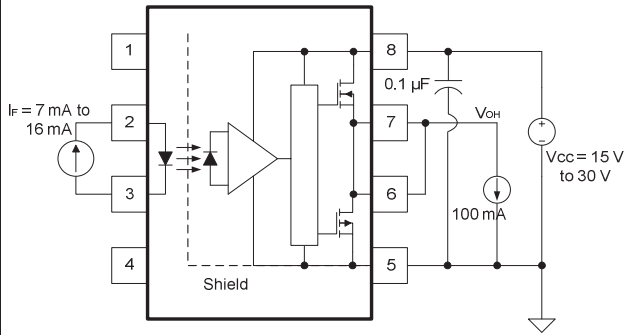 1
8
0.1 µF
IF = 7 mA to
16 mA
2
7
VOH
+
-
VCC = 15 V
to 30 V
3
6
100 mA
4
5
Shield